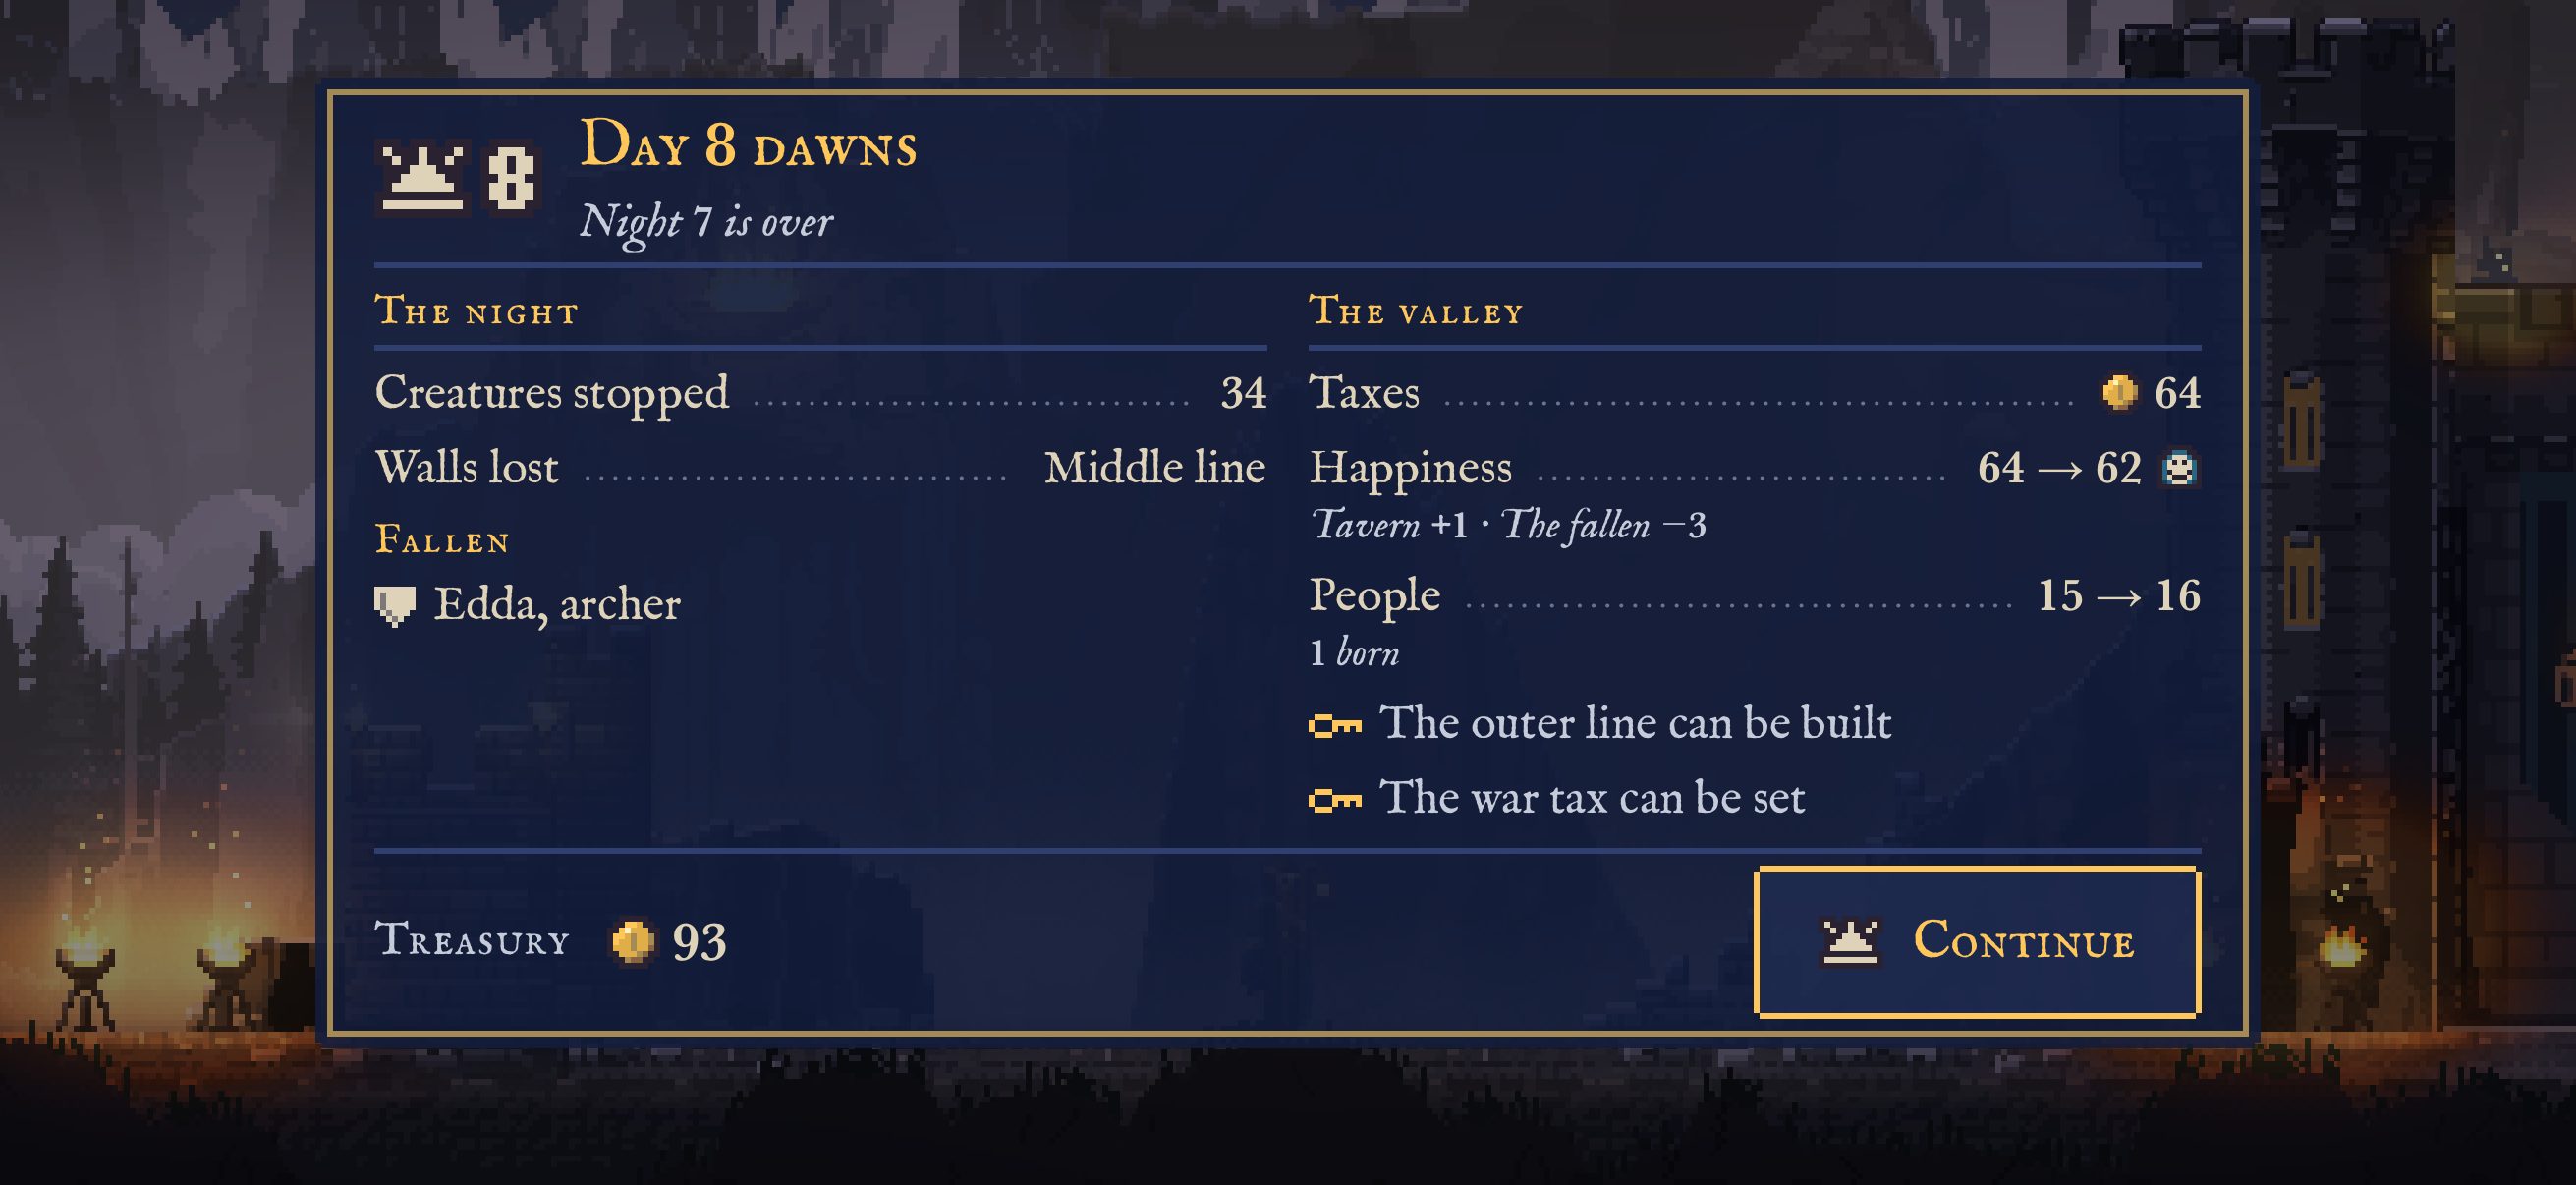 8
Day 8 dawns
Night 7 is over
The night
Creatures stopped 34
Walls lost Middle line
Fallen
Edda, archer
The valley
Taxes 64
Happiness 64 → 62
Tavern +1 · The fallen −3
People 15 → 16
1 born
The outer line can be built
The war tax can be set
Treasury 93
Continue